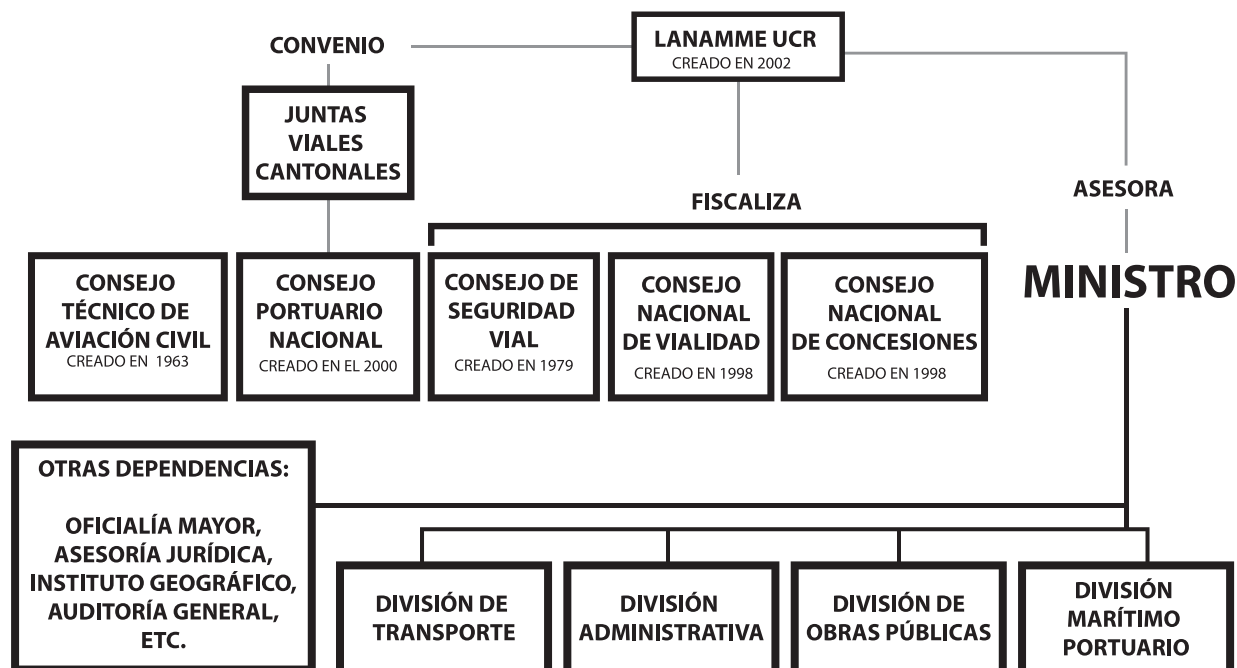 CONVENIO
LANAMME UCR
CREADO EN 2002
JUNTAS
VIALES
CANTONALES
FISCALIZA
ASESORA
CONSEJO
TÉCNICO DE
AVIACIÓN CIVIL
CREADO EN 1963
CONSEJO
PORTUARIO
NACIONAL
CREADO EN EL 2000
CONSEJO DE
SEGURIDAD
VIAL
CREADO EN 1979
CONSEJO
NACIONAL
DE VIALIDAD
CREADO EN 1998
CONSEJO
NACIONAL
DE CONCESIONES
CREADO EN 1998
MINISTRO
OTRAS DEPENDENCIAS:
OFICIALÍA MAYOR,
ASESORÍA JURÍDICA,
INSTITUTO GEOGRÁFICO,
AUDITORÍA GENERAL,
ETC.
DIVISIÓN DE
TRANSPORTE
DIVISIÓN
ADMINISTRATIVA
DIVISIÓN DE
OBRAS PÚBLICAS
DIVISIÓN
MARÍTIMO
PORTUARIO